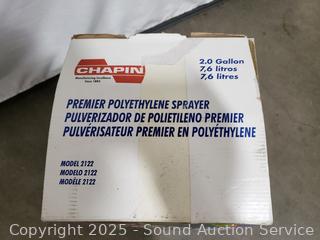 CHAPIN
Manufacturing Excellence
Since 1884
2.0 Gallon
7,6 litros
7,6 litres
PREMIER POLYETHYLENE SPRAYER
PULVERIZADOR DE POLIETILENO PREMIER
PULVÉRISATEUR PREMIER EN POLYÉTHYLÈNE
MODEL 2122
MODELO 2122
MODÈLE 2122
Copyright 2025 - Sound Auction Service